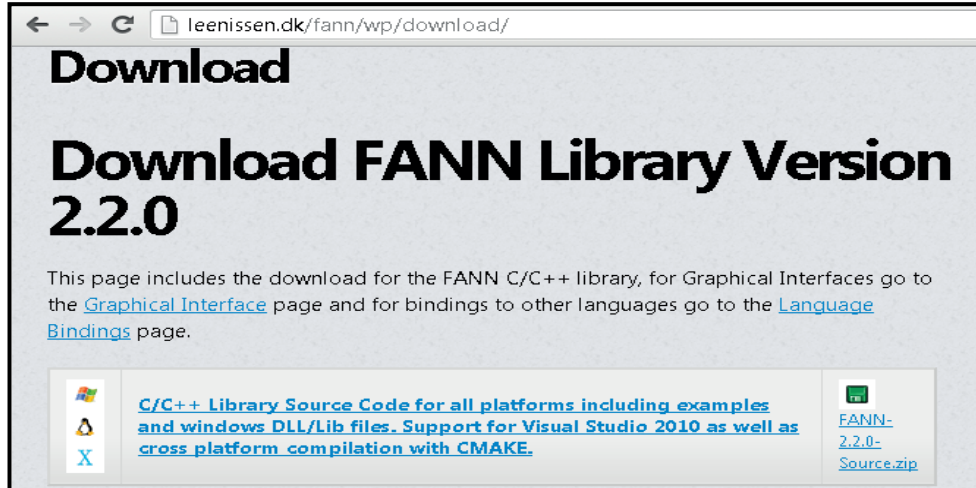 leenissen.dk/fann/wp/download/
Download
Download FANN Library Version
2.2.0
This page includes the download for the FANN C/C++ library, for Graphical Interfaces go to
the Graphical Interface page and for bindings to other languages go to the Language
Bindings page.
C/C++ Library Source Code for all platforms including examples
and windows DLL/Lib files. Support for Visual Studio 2010 as well as
cross platform compilation with CMAKE.
FANN-
2.2.0-
Source.zip
X